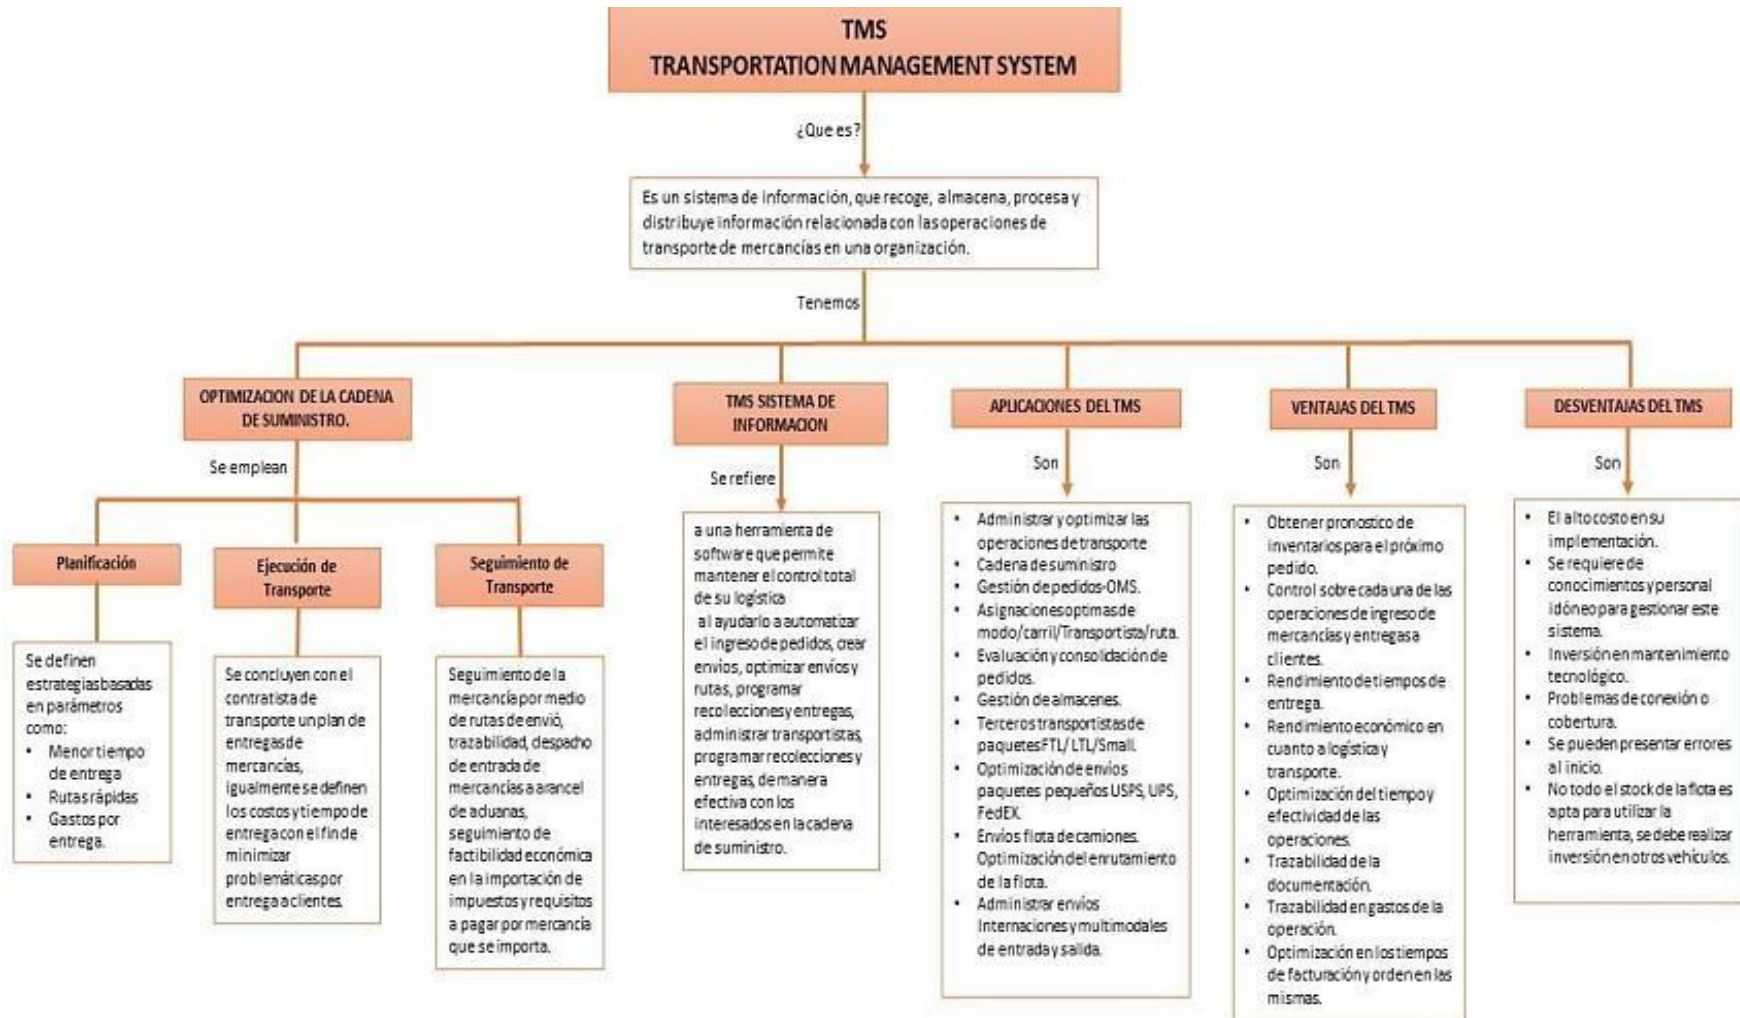 TMS
TRANSPORTATION MANAGEMENT SYSTEM
¿Que es?
Es un sistema de información, que recoge, almacena, procesa y
distribuye información relacionada con las operaciones de
transporte de mercancías en una organización.
Tenemos
OPTIMIZACION DE LA CADENA
DE SUMINISTRO.
Se emplean
Planificación
Se definen
estrategias basadas
en parámetros
como:
• Menor tiempo
de entrega
• Rutas rápidas
• Gastos por
entrega.
Ejecución de
Transporte
Se concluyen con el
contratista de
transporte un plan de
entregas de
mercancías,
igualmente se definen
los costos y tiempo de
entrega con el fin de
minimizar
problemáticas por
entrega a clientes.
Seguimiento de
Transporte
Seguimiento de la
mercancía por medio
de rutas de envió,
trazabilidad, despacho
de entrada de
mercancías a arancel
de aduanas,
seguimiento de
factibilidad económica
en la importación de
impuestos y requisitos
a pagar por mercancía
que se importa.
TMS SISTEMA DE
INFORMACION
Se refiere
a una herramienta de
software que permite
mantener el control total
de su logística
al ayudarlo a automatizar
el ingreso de pedidos, crear
envíos, optimizar envíos y
rutas, programar
recolecciones y entregas,
administrar transportistas,
programar recolecciones y
entregas, de manera
efectiva con los
interesados en la cadena
de suministro.
APLICACIONES DEL TMS
Son
• Administrar y optimizar las
operaciones de transporte
• Cadena de suministro
• Gestión de pedidos-OMS.
• Asignaciones optimas de
modo/carril/Transportista/ruta.
• Evaluación y consolidación de
pedidos.
• Gestión de almacenes.
• Terceros transportistas de
paquetes FTL/ LTL/Small.
• Optimización de envíos
paquetes pequeños USPS, UPS,
FedEX.
• Envíos flota de camiones.
Optimización del enrutamiento
de la flota.
• Administrar envíos
Internaciones y multimodales
de entrada y salida.
VENTAJAS DEL TMS
Son
• Obtener pronostico de
inventarios para el próximo
pedido.
• Control sobre cada una de las
operaciones de ingreso de
mercancías y entregas a
clientes.
• Rendimiento de tiempos de
entrega.
• Rendimiento económico en
cuanto a logística y
transporte.
• Optimización del tiempo y
efectividad de las
operaciones.
• Trazabilidad de la
documentación.
• Trazabilidad en gastos de la
operación.
• Optimización en los tiempos
de facturación y orden en las
mismas.
DESVENTAJAS DEL TMS
Son
• El alto costo en su
implementación.
• Se requiere de
conocimientos y personal
idóneo para gestionar este
sistema.
• Inversión en mantenimiento
tecnológico.
• Problemas de conexión o
cobertura.
• Se pueden presentar errores
al inicio.
• No todo el stock de la flota es
apta para utilizar la
herramienta, se debe realizar
inversión en otros vehículos.